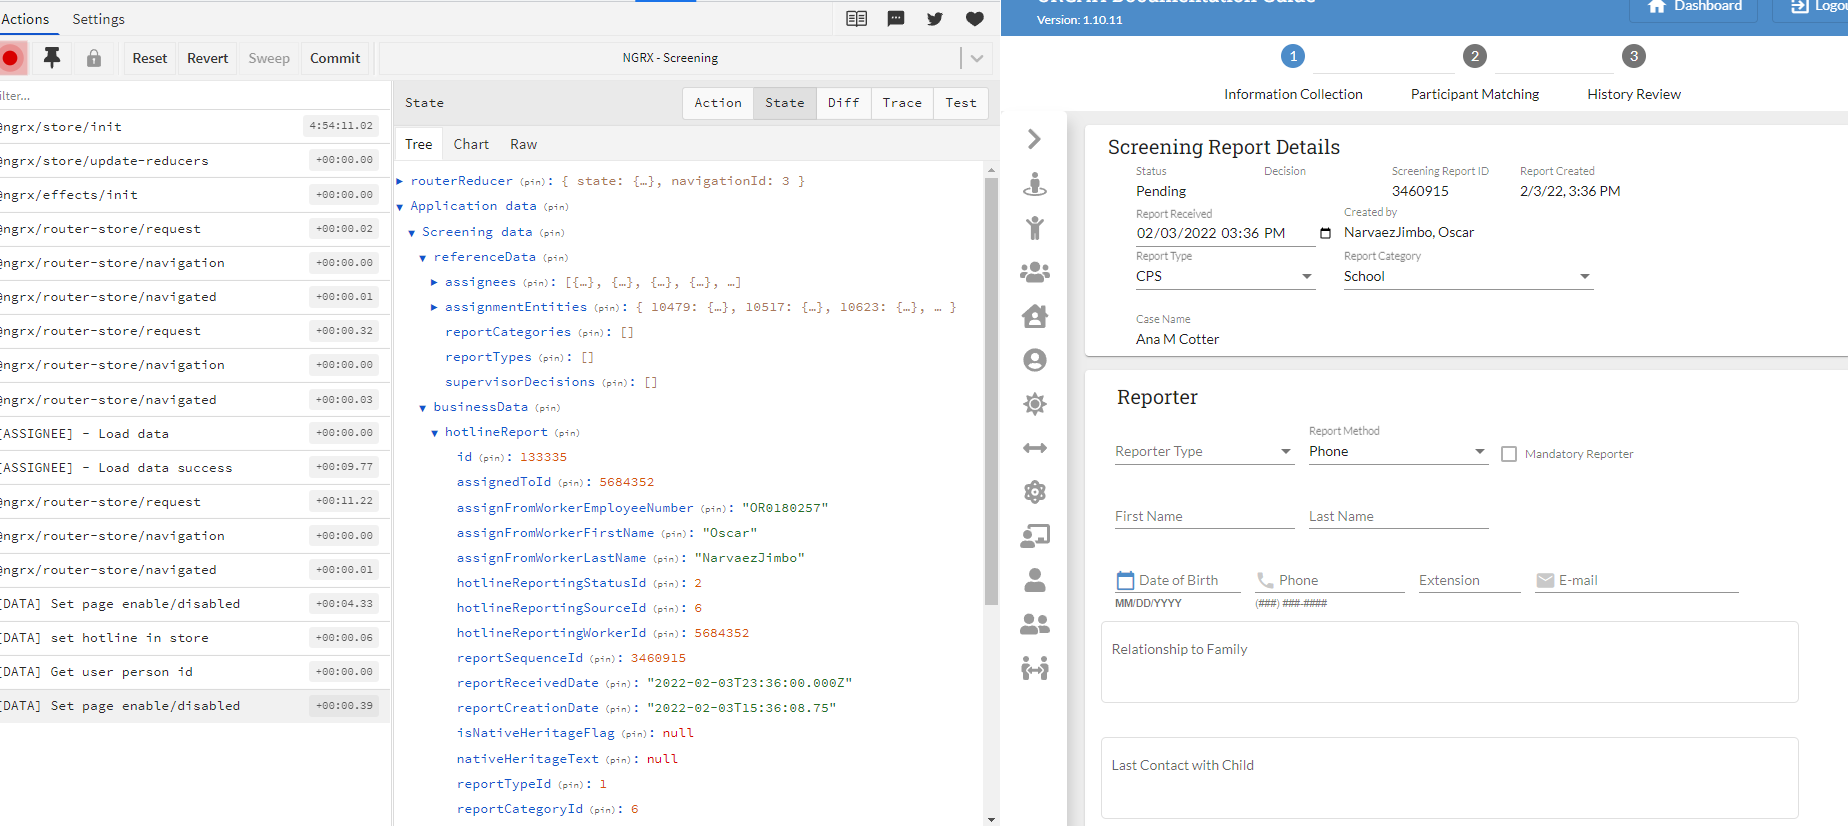 Actions Settings
Reset Revert Sweep Commit NGRX - Screening
ilter...
@ngrx/store/init 4:54:11.02
@ngrx/store/update-reducers +00:00.00
@ngrx/effects/init +00:00.00
@ngrx/router-store/request +00:00.02
@ngrx/router-store/navigation +00:00.00
@ngrx/router-store/navigated +00:00.01
@ngrx/router-store/request +00:00.32
@ngrx/router-store/navigation +00:00.00
@ngrx/router-store/navigated +00:00.03
[ASSIGNEE] - Load data +00:00.00
[ASSIGNEE] - Load data success +00:09.77
@ngrx/router-store/request +00:11.22
@ngrx/router-store/navigation +00:00.00
@ngrx/router-store/navigated +00:00.01
[DATA] Set page enable/disabled +00:04.33
[DATA] set hotline in store +00:00.06
[DATA] Get user person id +00:00.00
[DATA] Set page enable/disabled +00:00.39
State Action State Diff Trace Test
Tree Chart Raw
routerReducer (pin): { state: {…}, navigationId: 3 }
Application data (pin)
Screening data (pin)
referenceData (pin)
assignees (pin): [{…}, {…}, {…}, {…}, …]
assignmentEntities (pin): { 10479: {…}, 10517: {…}, 10623: {…}, … }
reportCategories (pin): []
reportTypes (pin): []
supervisorDecisions (pin): []
businessData (pin)
hotlineReport (pin)
id (pin): 133335
assignedToId (pin): 5684352
assignFromWorkerEmployeeNumber (pin): "OR0180257"
assignFromWorkerFirstName (pin): "Oscar"
assignFromWorkerLastName (pin): "NarvaezJimbo"
hotlineReportingStatusId (pin): 2
hotlineReportingSourceId (pin): 6
hotlineReportingWorkerId (pin): 5684352
reportSequenceId (pin): 3460915
reportReceivedDate (pin): "2022-02-03T23:36:00.000Z"
reportCreationDate (pin): "2022-02-03T15:36:08.75"
isNativeHeritageFlag (pin): null
nativeHeritageText (pin): null
reportTypeId (pin): 1
reportCategoryId (pin): 6
Version: 1.10.11
Dashboard Logou
1 2 3
Information Collection Participant Matching History Review
Screening Report Details
Status Decision Screening Report ID Report Created
Pending 3460915 2/3/22, 3:36 PM
Report Received Created by
02/03/2022 03:36 PM NarvaezJimbo, Oscar
Report Type Report Category
CPS School
Case Name
Ana M Cotter
Reporter
Report Method
Reporter Type Phone Mandatory Reporter
First Name Last Name
Date of Birth Phone Extension E-mail
MM/DD/YYYY (###) ###-####
Relationship to Family
Last Contact with Child